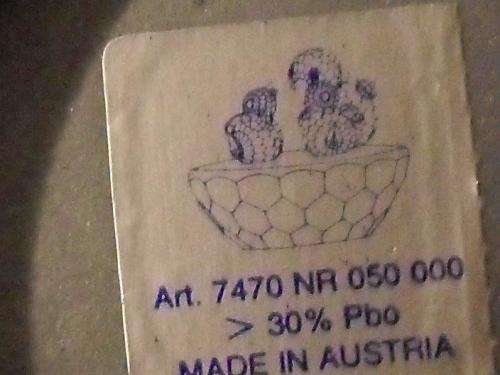 Art. 7470 NR 050 000
> 30% Pbo
MADE IN AUSTRIA